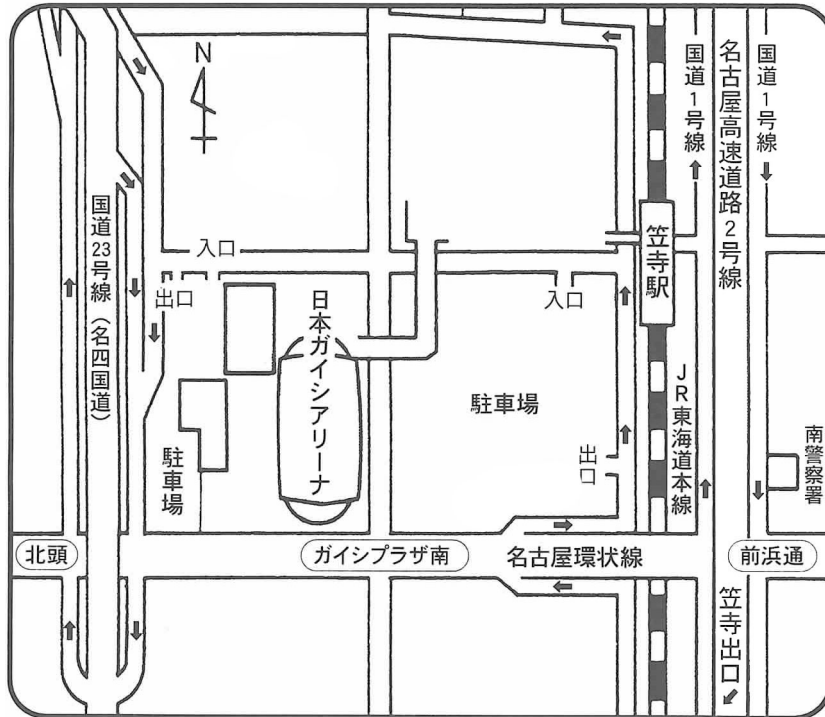 N
国道1号線
名古屋高速道路2号線
国道1号線
国道23号線（名四国道）
入口
出口
日本ガイシアリーナ
入口
笠寺駅
駐車場
駐車場
出口
JR東海道本線
南警察署
北頭
ガイシプラザ南
名古屋環状線
前浜通
笠寺出口